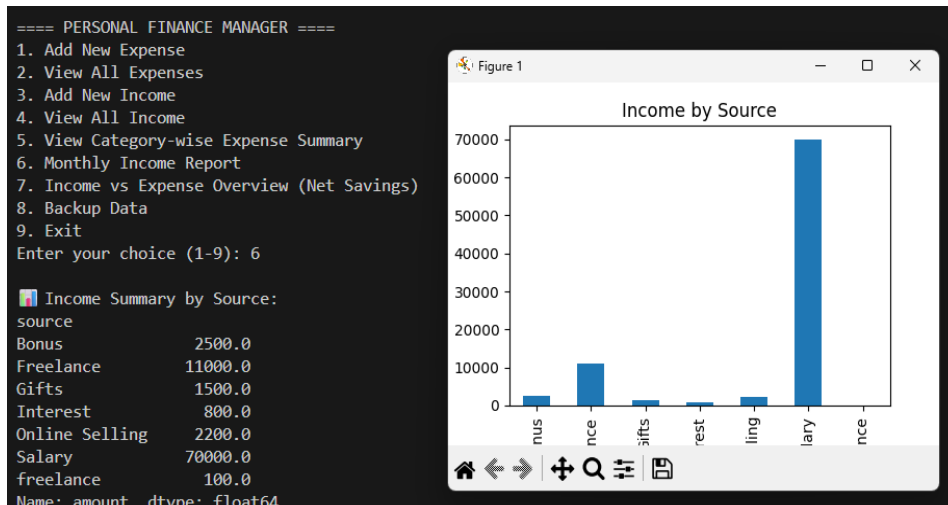 ==== PERSONAL FINANCE MANAGER ====
1. Add New Expense
2. View All Expenses
3. Add New Income
4. View All Income
5. View Category-wise Expense Summary
6. Monthly Income Report
7. Income vs Expense Overview (Net Savings)
8. Backup Data
9. Exit
Enter your choice (1-9): 6
📊 Income Summary by Source:
source
Bonus 2500.0
Freelance 11000.0
Gifts 1500.0
Interest 800.0
Online Selling 2200.0
Salary 70000.0
freelance 100.0
Name: amount, dtype: float64
Figure 1
Income by Source
70000
60000
50000
40000
30000
20000
10000
0
nus
nce
ifts
rest
lling
lary
nce